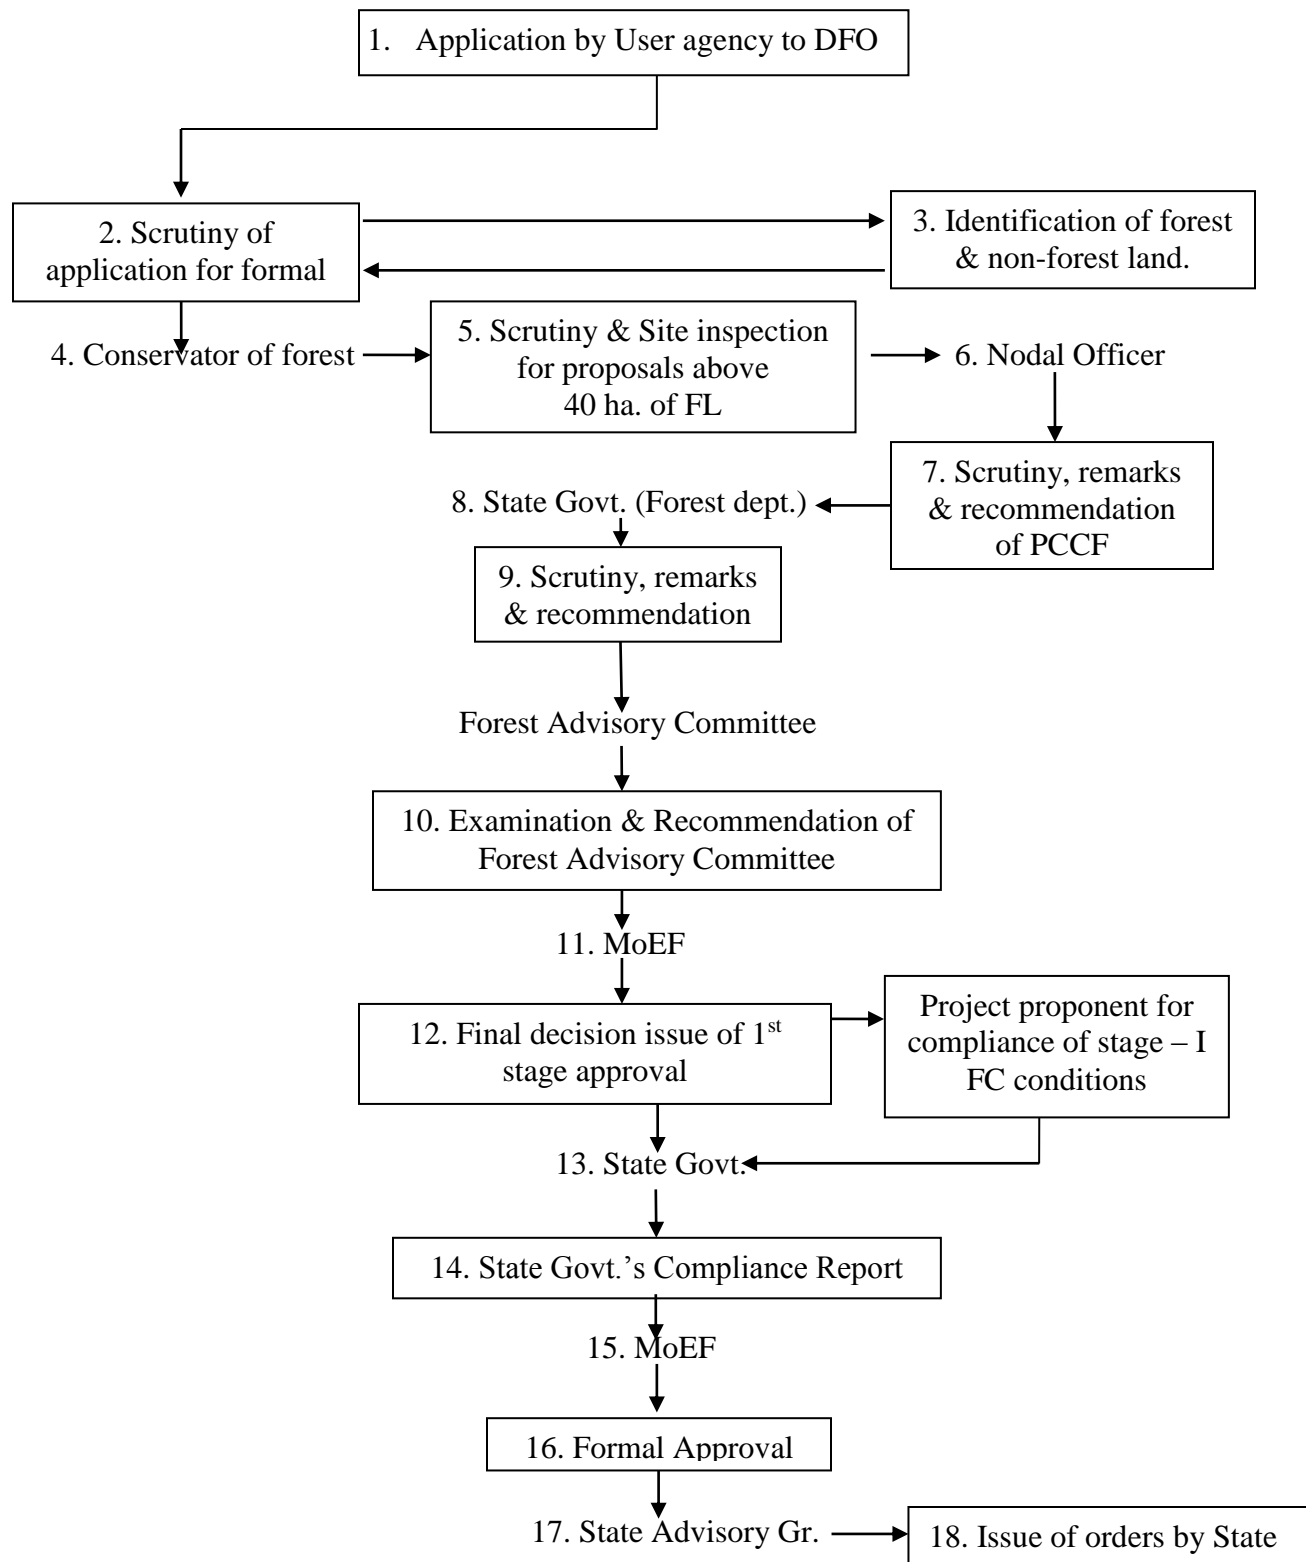 1. Application by User agency to DFO
2. Scrutiny of
application for formal
3. Identification of forest
& non-forest land.
4. Conservator of forest
5. Scrutiny & Site inspection
for proposals above
40 ha. of FL
6. Nodal Officer
7. Scrutiny, remarks
& recommendation
of PCCF
8. State Govt. (Forest dept.)
9. Scrutiny, remarks
& recommendation
Forest Advisory Committee
10. Examination & Recommendation of
Forest Advisory Committee
11. MoEF
12. Final decision issue of 1st
stage approval
Project proponent for
compliance of stage – I
FC conditions
13. State Govt.
14. State Govt.’s Compliance Report
15. MoEF
16. Formal Approval
17. State Advisory Gr.
18. Issue of orders by State